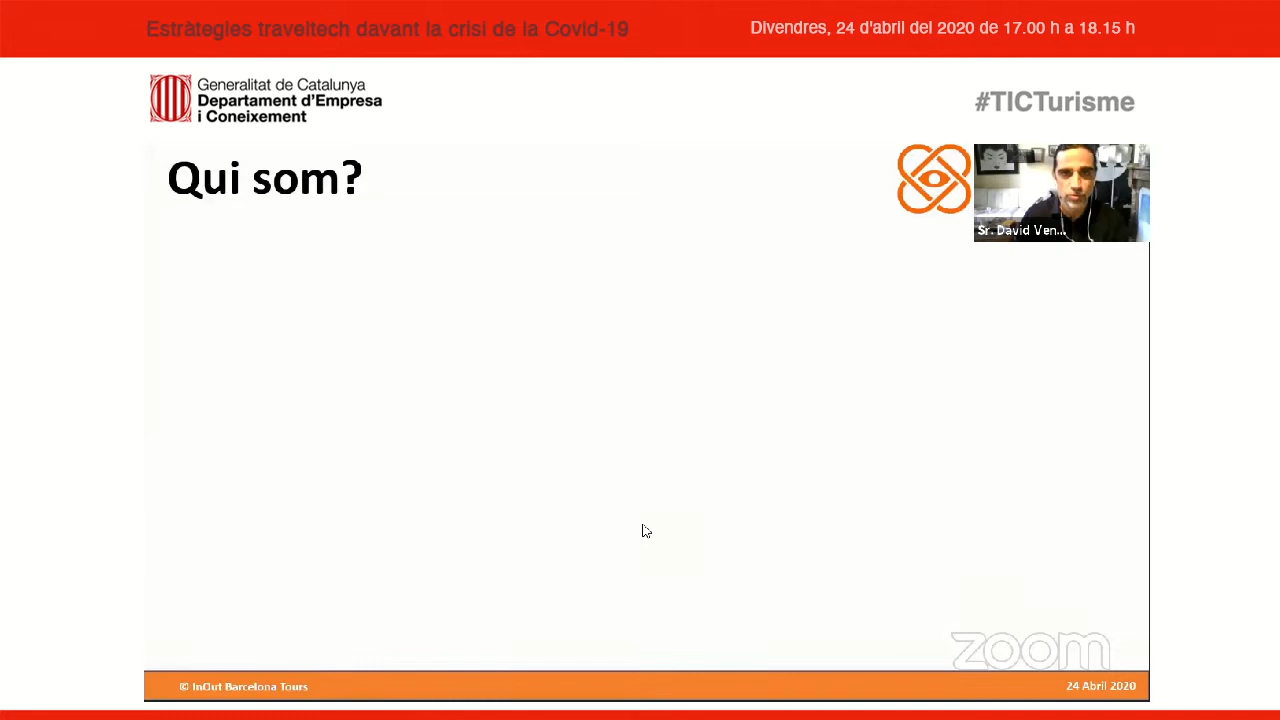 Estràtegies traveltech davant la crisi de la Covid-19
Divendres, 24 d'abril del 2020 de 17.00 h a 18.15 h
Generalitat de Catalunya
Departament d'Empresa
i Coneixement
#TICTurisme
Qui som?
Sr. David Ven...
zoom
© InOut Barcelona Tours
24 Abril 2020